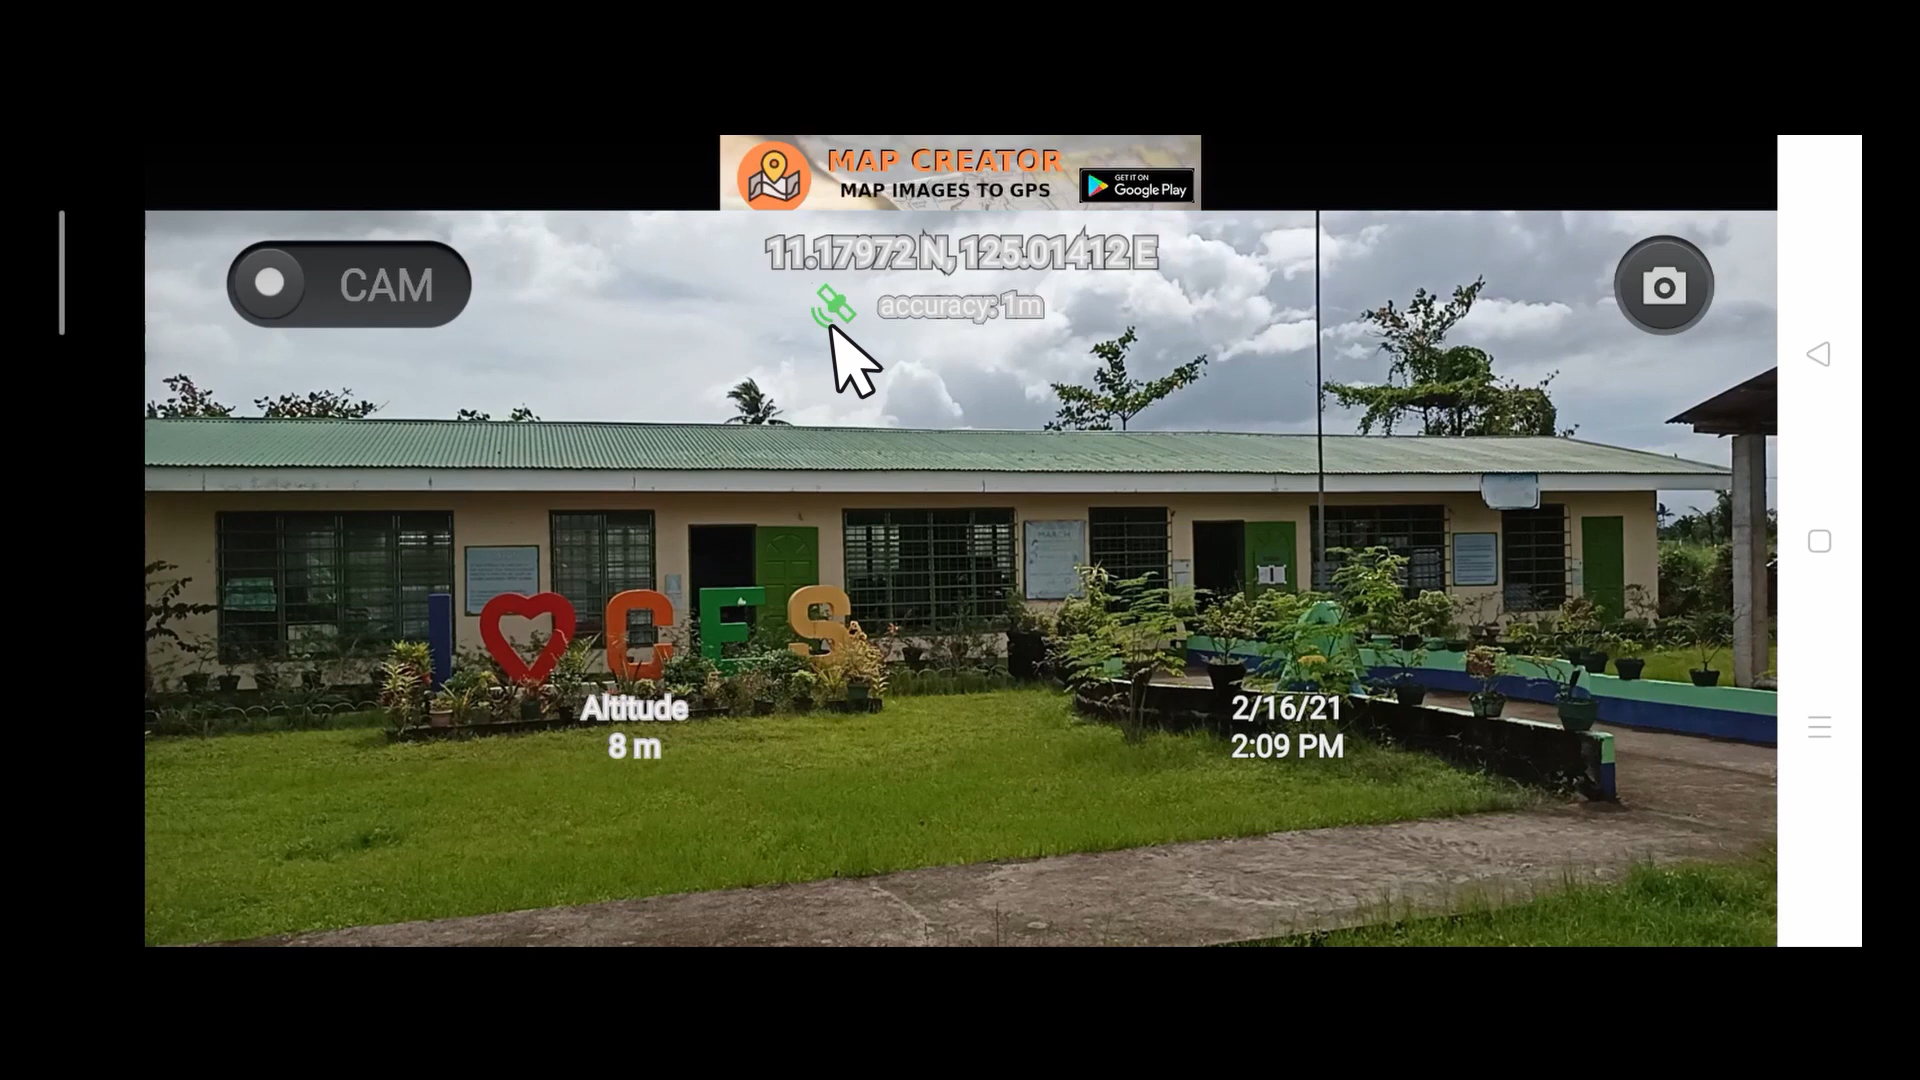 MAP CREATOR
MAP IMAGES TO GPS
GET IT ON
Google Play
CAM
11.17972 N, 125.01412 E
accuracy: 1m
MARCH
I
C E S
Altitude
8 m
2/16/21
2:09 PM